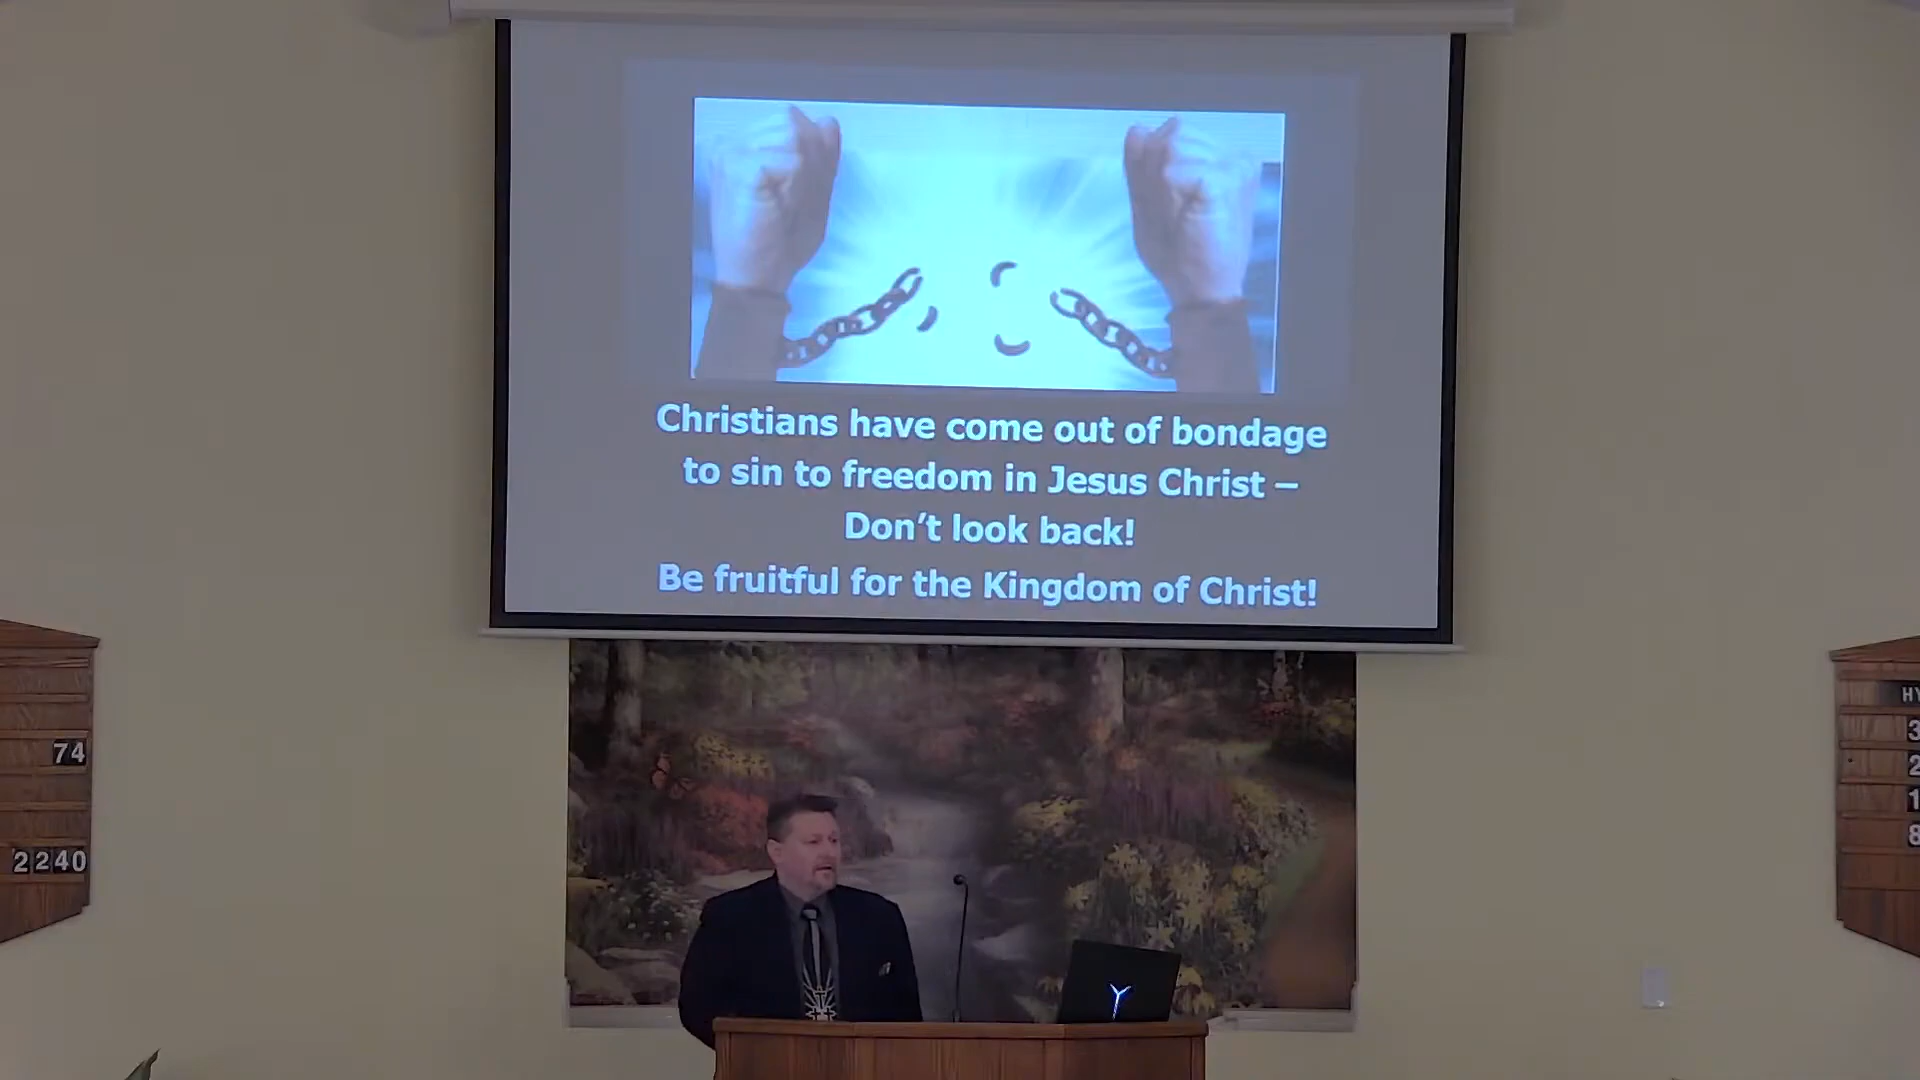 Christians have come out of bondage
to sin to freedom in Jesus Christ –
Don't look back!
Be fruitful for the Kingdom of Christ!
74
2240